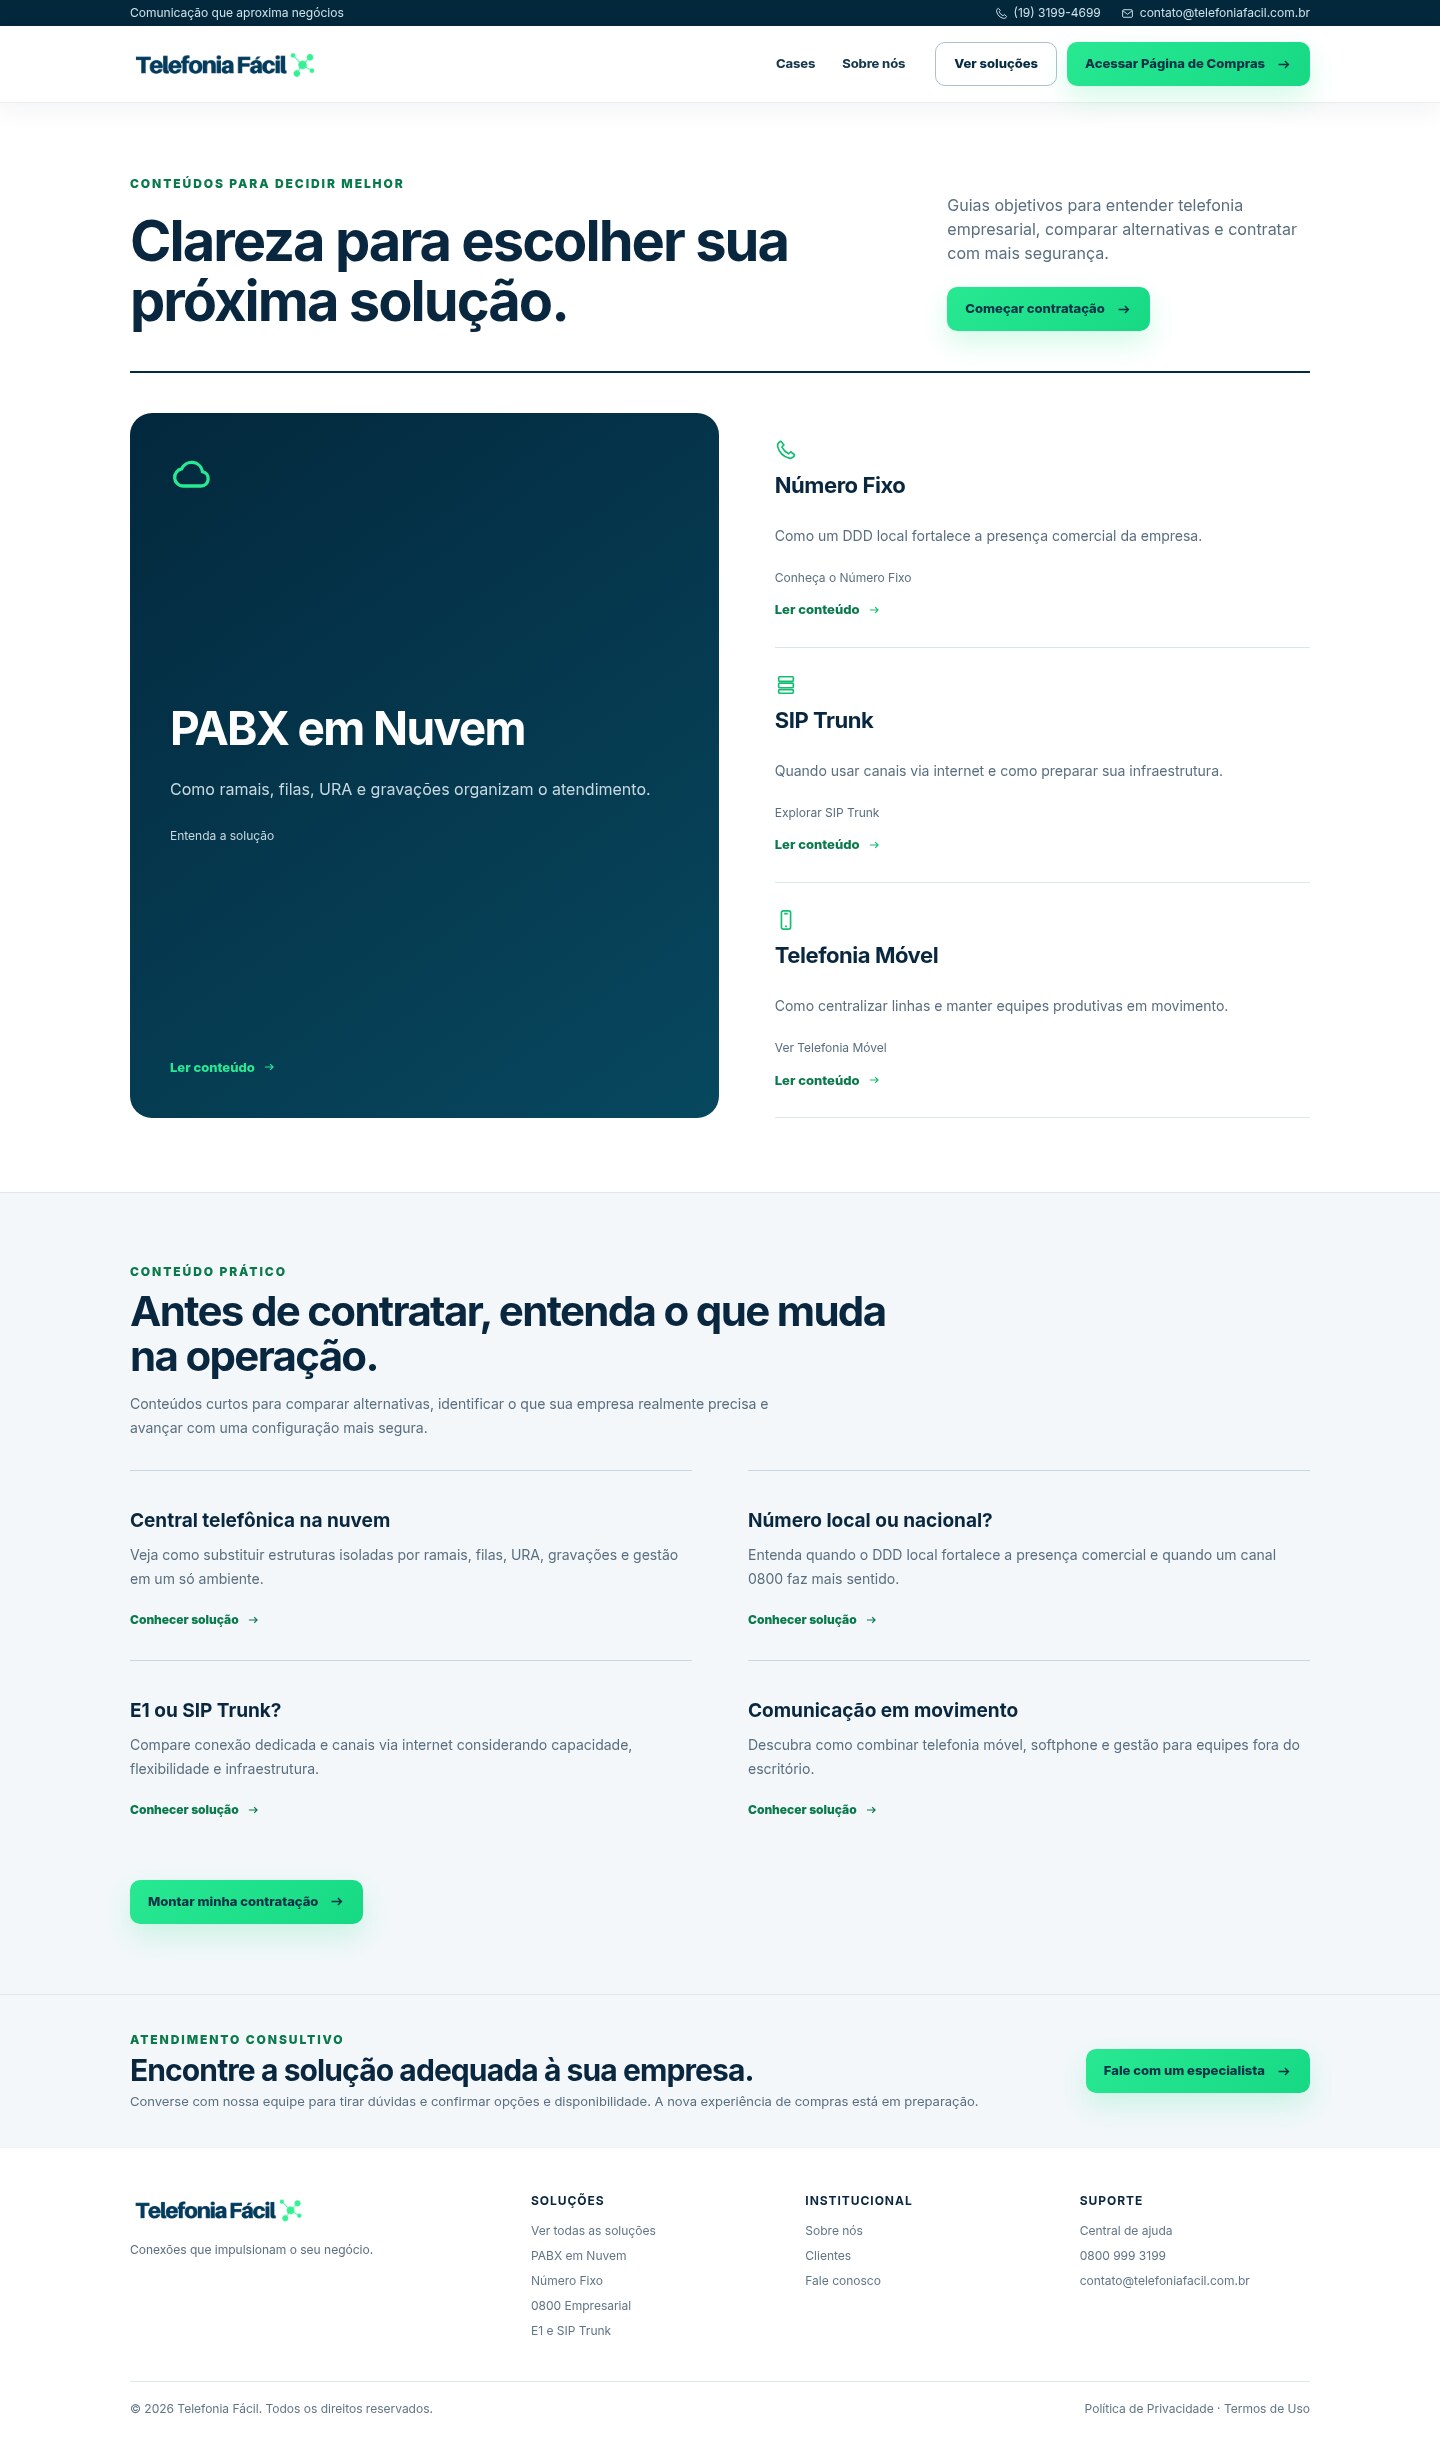 Comunicação que aproxima negócios
(19) 3199-4699
contato@telefoniafacil.com.br
Telefonia Fácil
Cases
Sobre nós
Ver soluções
Acessar Página de Compras
CONTEÚDOS PARA DECIDIR MELHOR
Clareza para escolher sua
próxima solução.
Guias objetivos para entender telefonia
empresarial, comparar alternativas e contratar
com mais segurança.
Começar contratação
PABX em Nuvem
Como ramais, filas, URA e gravações organizam o atendimento.
Entenda a solução
Ler conteúdo
Número Fixo
Como um DDD local fortalece a presença comercial da empresa.
Conheça o Número Fixo
Ler conteúdo
SIP Trunk
Quando usar canais via internet e como preparar sua infraestrutura.
Explorar SIP Trunk
Ler conteúdo
Telefonia Móvel
Como centralizar linhas e manter equipes produtivas em movimento.
Ver Telefonia Móvel
Ler conteúdo
CONTEÚDO PRÁTICO
Antes de contratar, entenda o que muda
na operação.
Conteúdos curtos para comparar alternativas, identificar o que sua empresa realmente precisa e
avançar com uma configuração mais segura.
Central telefônica na nuvem
Veja como substituir estruturas isoladas por ramais, filas, URA, gravações e gestão
em um só ambiente.
Conhecer solução
Número local ou nacional?
Entenda quando o DDD local fortalece a presença comercial e quando um canal
0800 faz mais sentido.
Conhecer solução
E1 ou SIP Trunk?
Compare conexão dedicada e canais via internet considerando capacidade,
flexibilidade e infraestrutura.
Conhecer solução
Comunicação em movimento
Descubra como combinar telefonia móvel, softphone e gestão para equipes fora do
escritório.
Conhecer solução
Montar minha contratação
ATENDIMENTO CONSULTIVO
Encontre a solução adequada à sua empresa.
Converse com nossa equipe para tirar dúvidas e confirmar opções e disponibilidade. A nova experiência de compras está em preparação.
Fale com um especialista
Telefonia Fácil
Conexões que impulsionam o seu negócio.
SOLUÇÕES
Ver todas as soluções
PABX em Nuvem
Número Fixo
0800 Empresarial
E1 e SIP Trunk
INSTITUCIONAL
Sobre nós
Clientes
Fale conosco
SUPORTE
Central de ajuda
0800 999 3199
contato@telefoniafacil.com.br
© 2026 Telefonia Fácil. Todos os direitos reservados.
Política de Privacidade · Termos de Uso